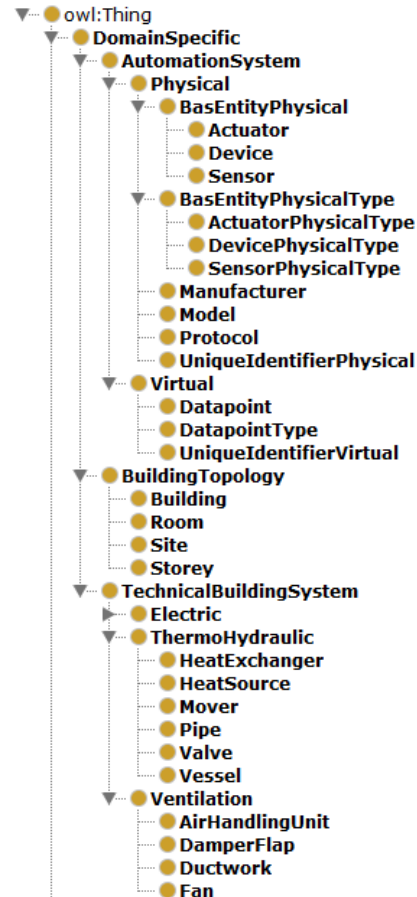 owl:Thing
DomainSpecific
AutomationSystem
Physical
BasEntityPhysical
Actuator
Device
Sensor
BasEntityPhysicalType
ActuatorPhysicalType
DevicePhysicalType
SensorPhysicalType
Manufacturer
Model
Protocol
UniqueIdentifierPhysical
Virtual
Datapoint
DatapointType
UniqueIdentifierVirtual
BuildingTopology
Building
Room
Site
Storey
TechnicalBuildingSystem
Electric
ThermoHydraulic
HeatExchanger
HeatSource
Mover
Pipe
Valve
Vessel
Ventilation
AirHandlingUnit
DamperFlap
Ductwork
Fan